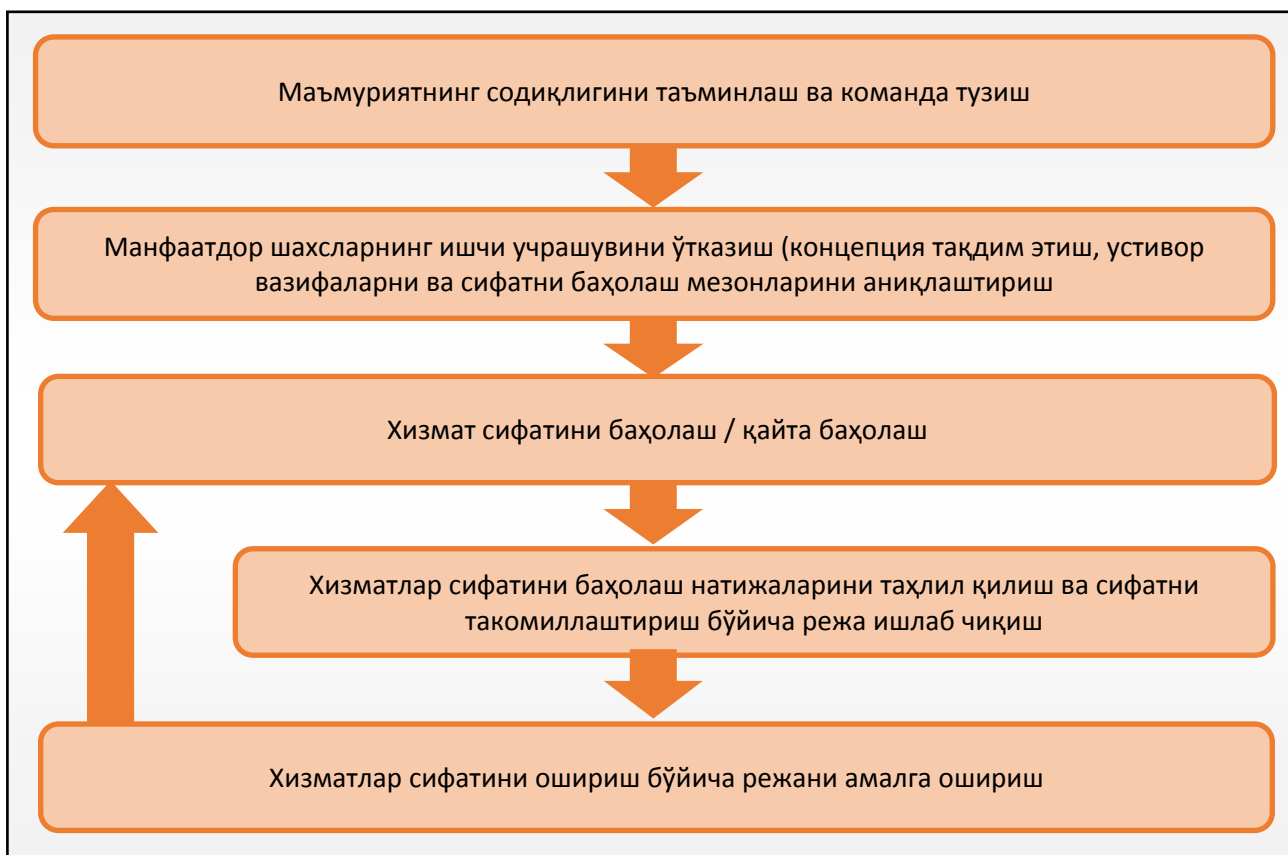 Маъмуриятнинг содиқлигини таъминлаш ва команда тузиш
Манфаатдор шахсларнинг ишчи учрашувини ўтказиш (концепция тақдим этиш, устивор
вазифаларни ва сифатни баҳолаш мезонларини аниқлаштириш
Хизмат сифатини баҳолаш / қайта баҳолаш
Хизматлар сифатини баҳолаш натижаларини таҳлил қилиш ва сифатни
такомиллаштириш бўйича режа ишлаб чиқиш
Хизматлар сифатини ошириш бўйича режани амалга ошириш